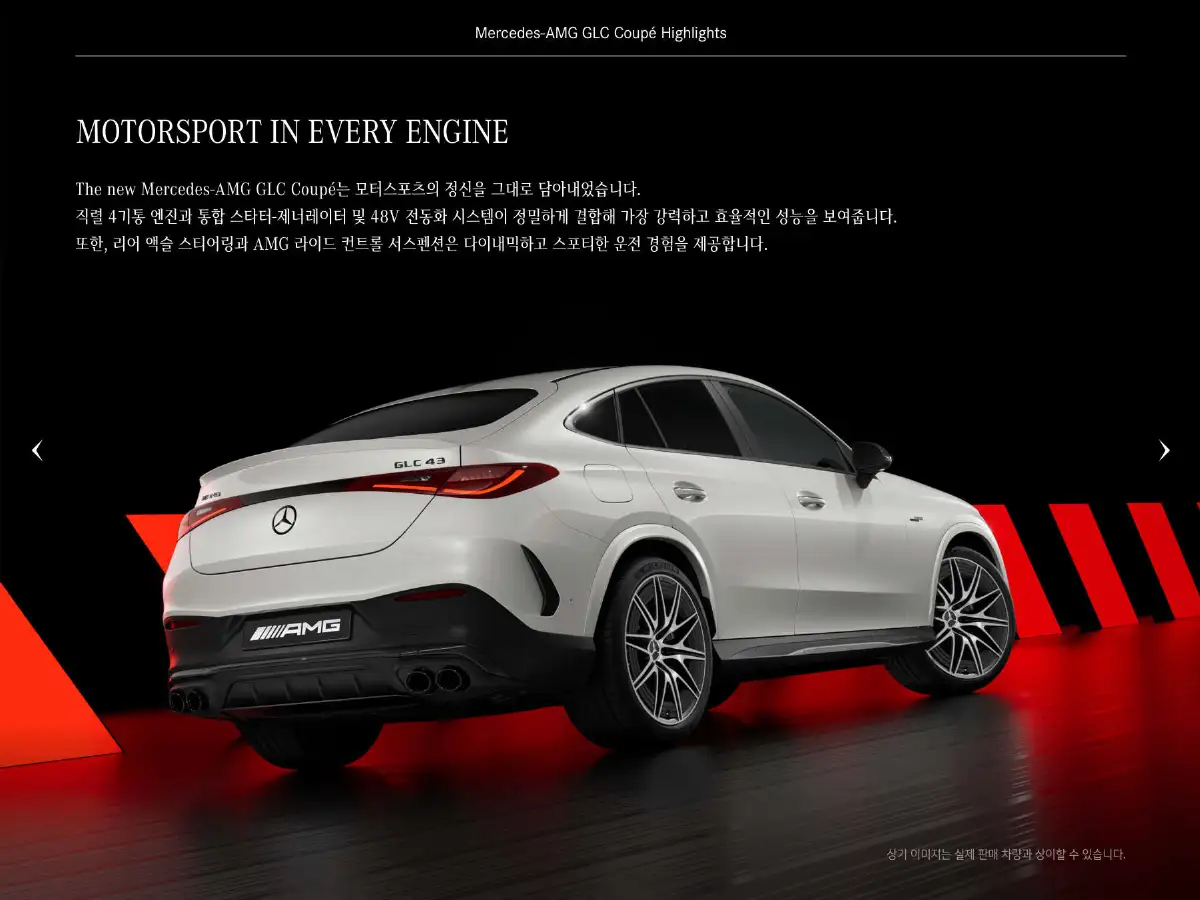 Mercedes-AMG GLC Coupé Highlights
MOTORSPORT IN EVERY ENGINE
The new Mercedes-AMG GLC Coupé는 모터스포츠의 정신을 그대로 담아내었습니다.
직렬 4기통 엔진과 통합 스타터-제너레이터 및 48V 전동화 시스템이 정밀하게 결합해 가장 강력하고 효율적인 성능을 보여줍니다.
또한, 리어 액슬 스티어링과 AMG 라이드 컨트롤 서스펜션은 다이내믹하고 스포티한 운전 경험을 제공합니다.
GLC 43
AMG
AMG
상기 이미지는 실제 판매 차량과 상이할 수 있습니다.